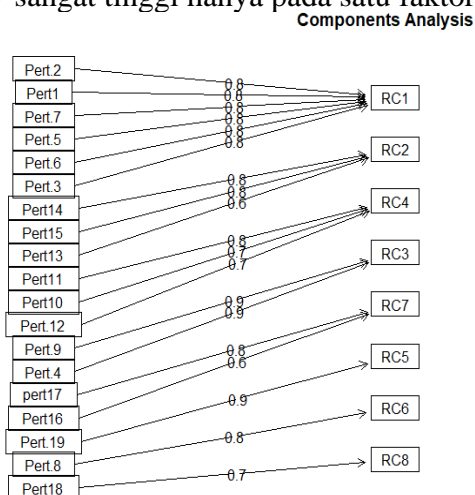 sangat tinggi hanya pada satu faktor
Components Analysis
Pert.2
Pert1
Pert.7
Pert.5
Pert.6
Pert.3
Pert14
Pert15
Pert13
Pert11
Pert10
Pert.12
Pert.9
Pert.4
pert17
Pert16
Pert.19
Pert.8
Pert18
0.8
0.8
0.8
0.8
0.8
0.8
0.8
0.8
0.6
0.8
0.7
0.7
0.9
0.9
0.8
0.6
0.9
0.8
0.7
RC1
RC2
RC4
RC3
RC7
RC5
RC6
RC8